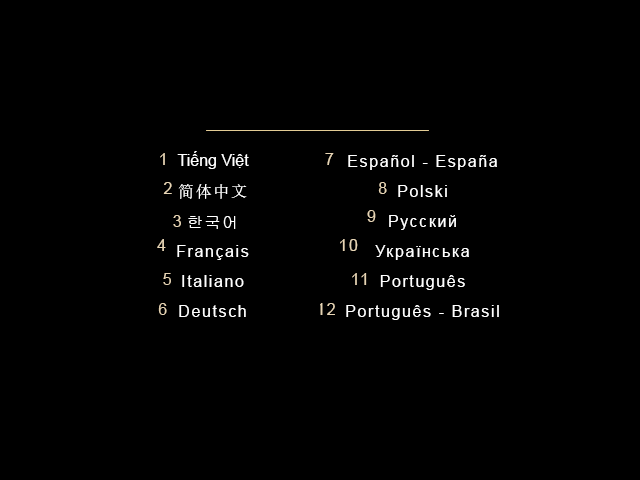 1 Tiếng Việt
2 简体中文
3 한국어
4 Français
5 Italiano
6 Deutsch
7 Español - España
8 Polski
9 Русский
10 Українська
11 Português
12 Português - Brasil